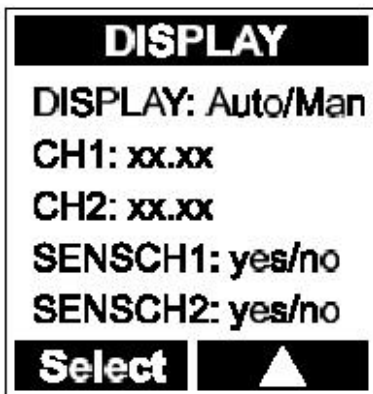 DISPLAY
DISPLAY: Auto/Man
CH1: xx.xx
CH2: xx.xx
SENSCH1: yes/no
SENSCH2: yes/no
Select